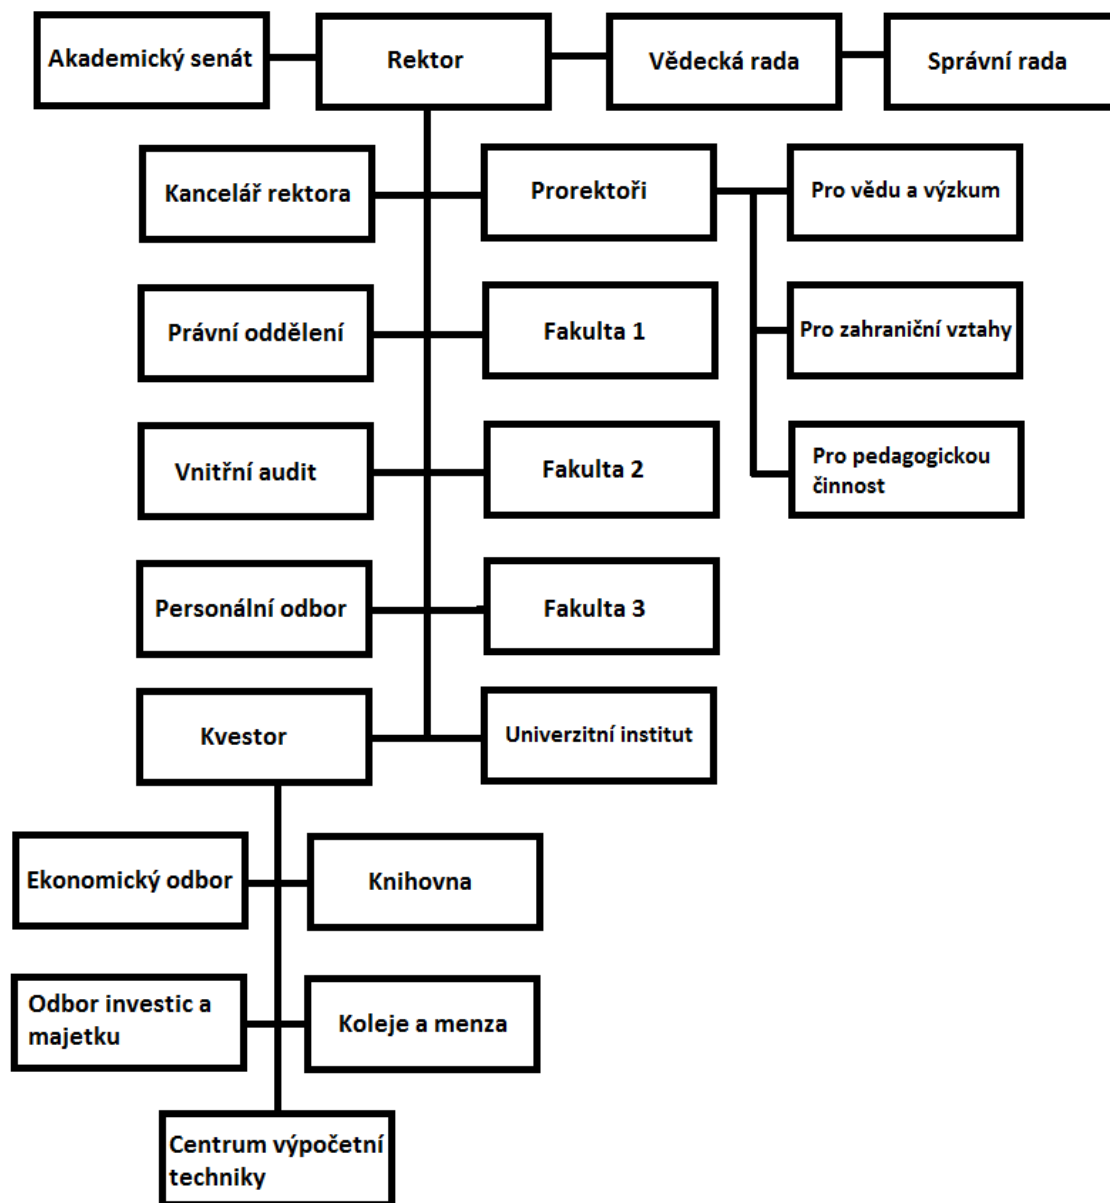 Akademický senát
Rektor
Vědecká rada
Správní rada
Kancelář rektora
Prorektoři
Pro vědu a výzkum
Právní oddělení
Fakulta 1
Pro zahraniční vztahy
Vnitřní audit
Fakulta 2
Pro pedagogickou
činnost
Personální odbor
Fakulta 3
Kvestor
Univerzitní institut
Ekonomický odbor
Knihovna
Odbor investic a
majetku
Koleje a menza
Centrum výpočetní
techniky